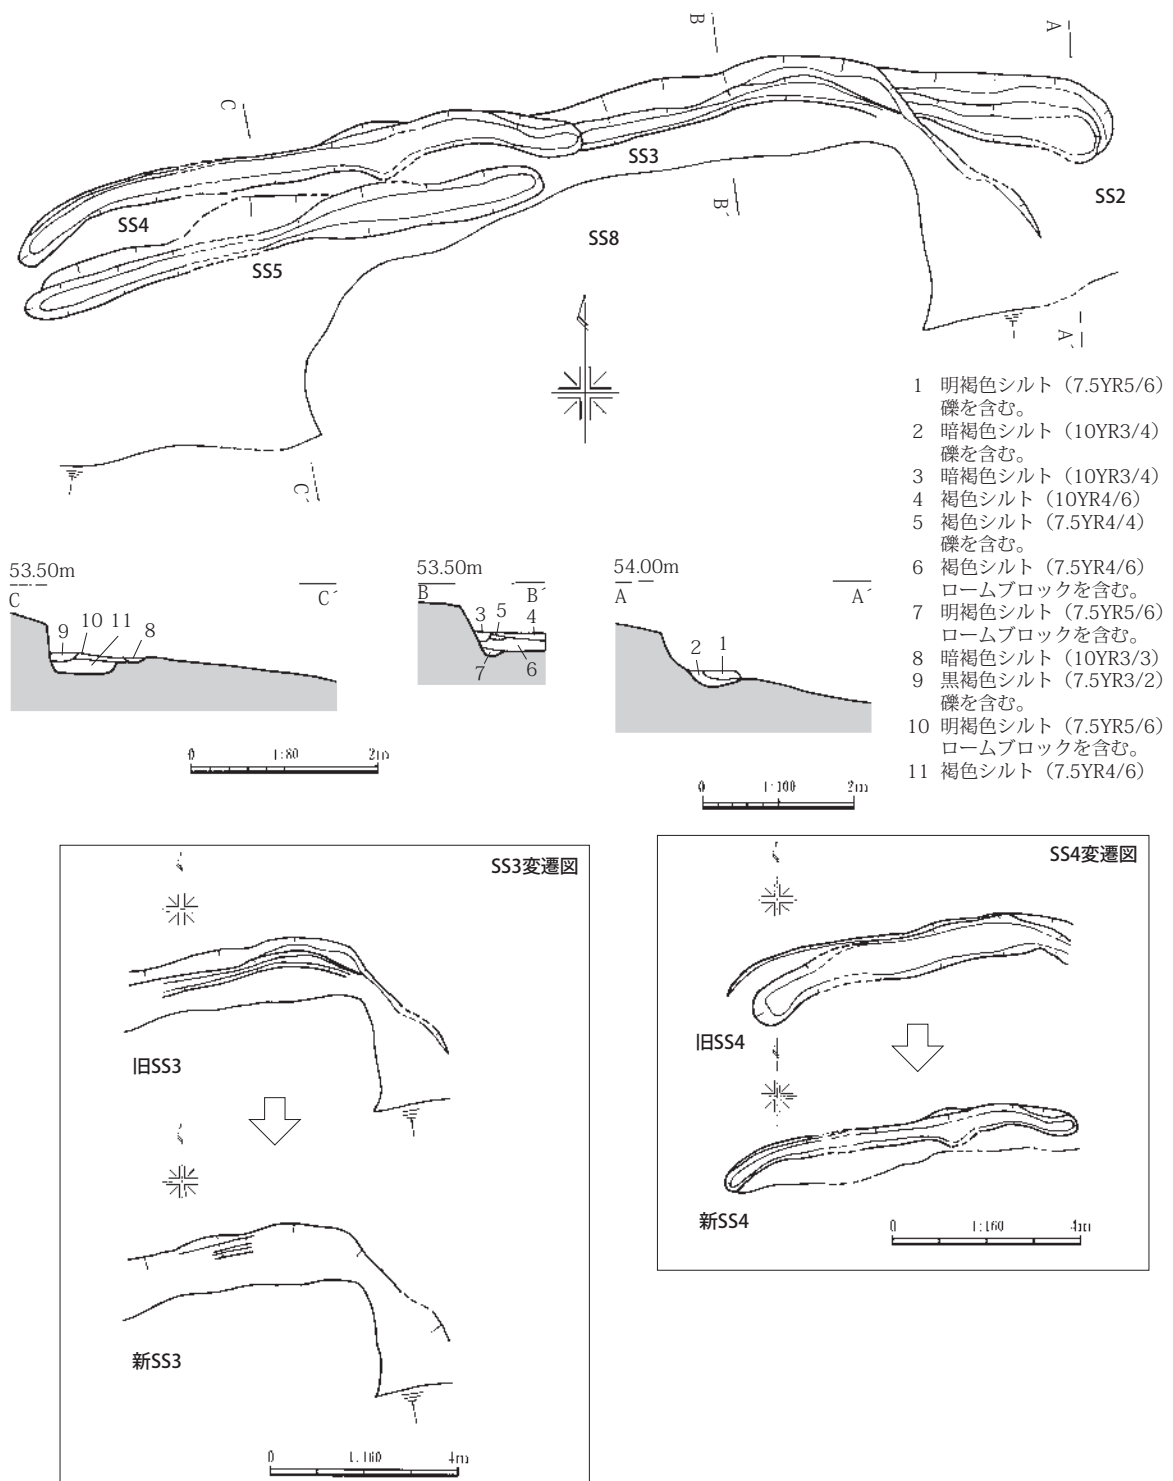 B
A
C
SS3
SS2
SS4
B´
SS8
SS5
A´
C´
1 明褐色シルト（7.5YR5/6）
礫を含む。
2 暗褐色シルト（10YR3/4）
礫を含む。
3 暗褐色シルト（10YR3/4）
4 褐色シルト（10YR4/6）
5 褐色シルト（7.5YR4/4）
礫を含む。
6 褐色シルト（7.5YR4/6）
ロームブロックを含む。
7 明褐色シルト（7.5YR5/6）
ロームブロックを含む。
8 暗褐色シルト（10YR3/3）
9 黒褐色シルト（7.5YR3/2）
礫を含む。
10 明褐色シルト（7.5YR5/6）
ロームブロックを含む。
11 褐色シルト（7.5YR4/6）
53.50m
C C´
9 10 11 8
53.50m
B B´
3 5 4
7 6
54.00m
A A´
2 1
0 1:80 2m
0 1:100 2m
SS3変遷図
旧SS3
新SS3
0 1:160 4m
SS4変遷図
旧SS4
新SS4
0 1:160 4m